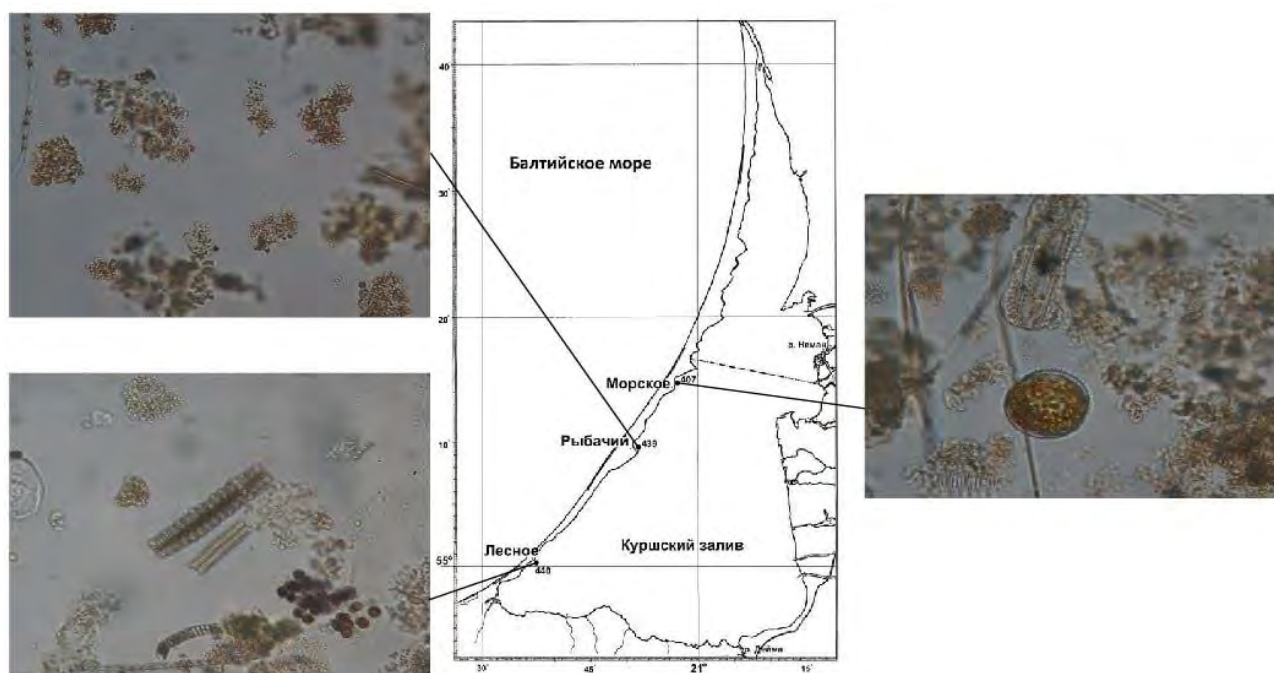 40'
Балтийское море
30'
20'
р. Неман
Морское
407
Рыбачий
10'
439
Лесное
Куршский залив
55°
440
р. Дейма
30'
45'
21°
15'